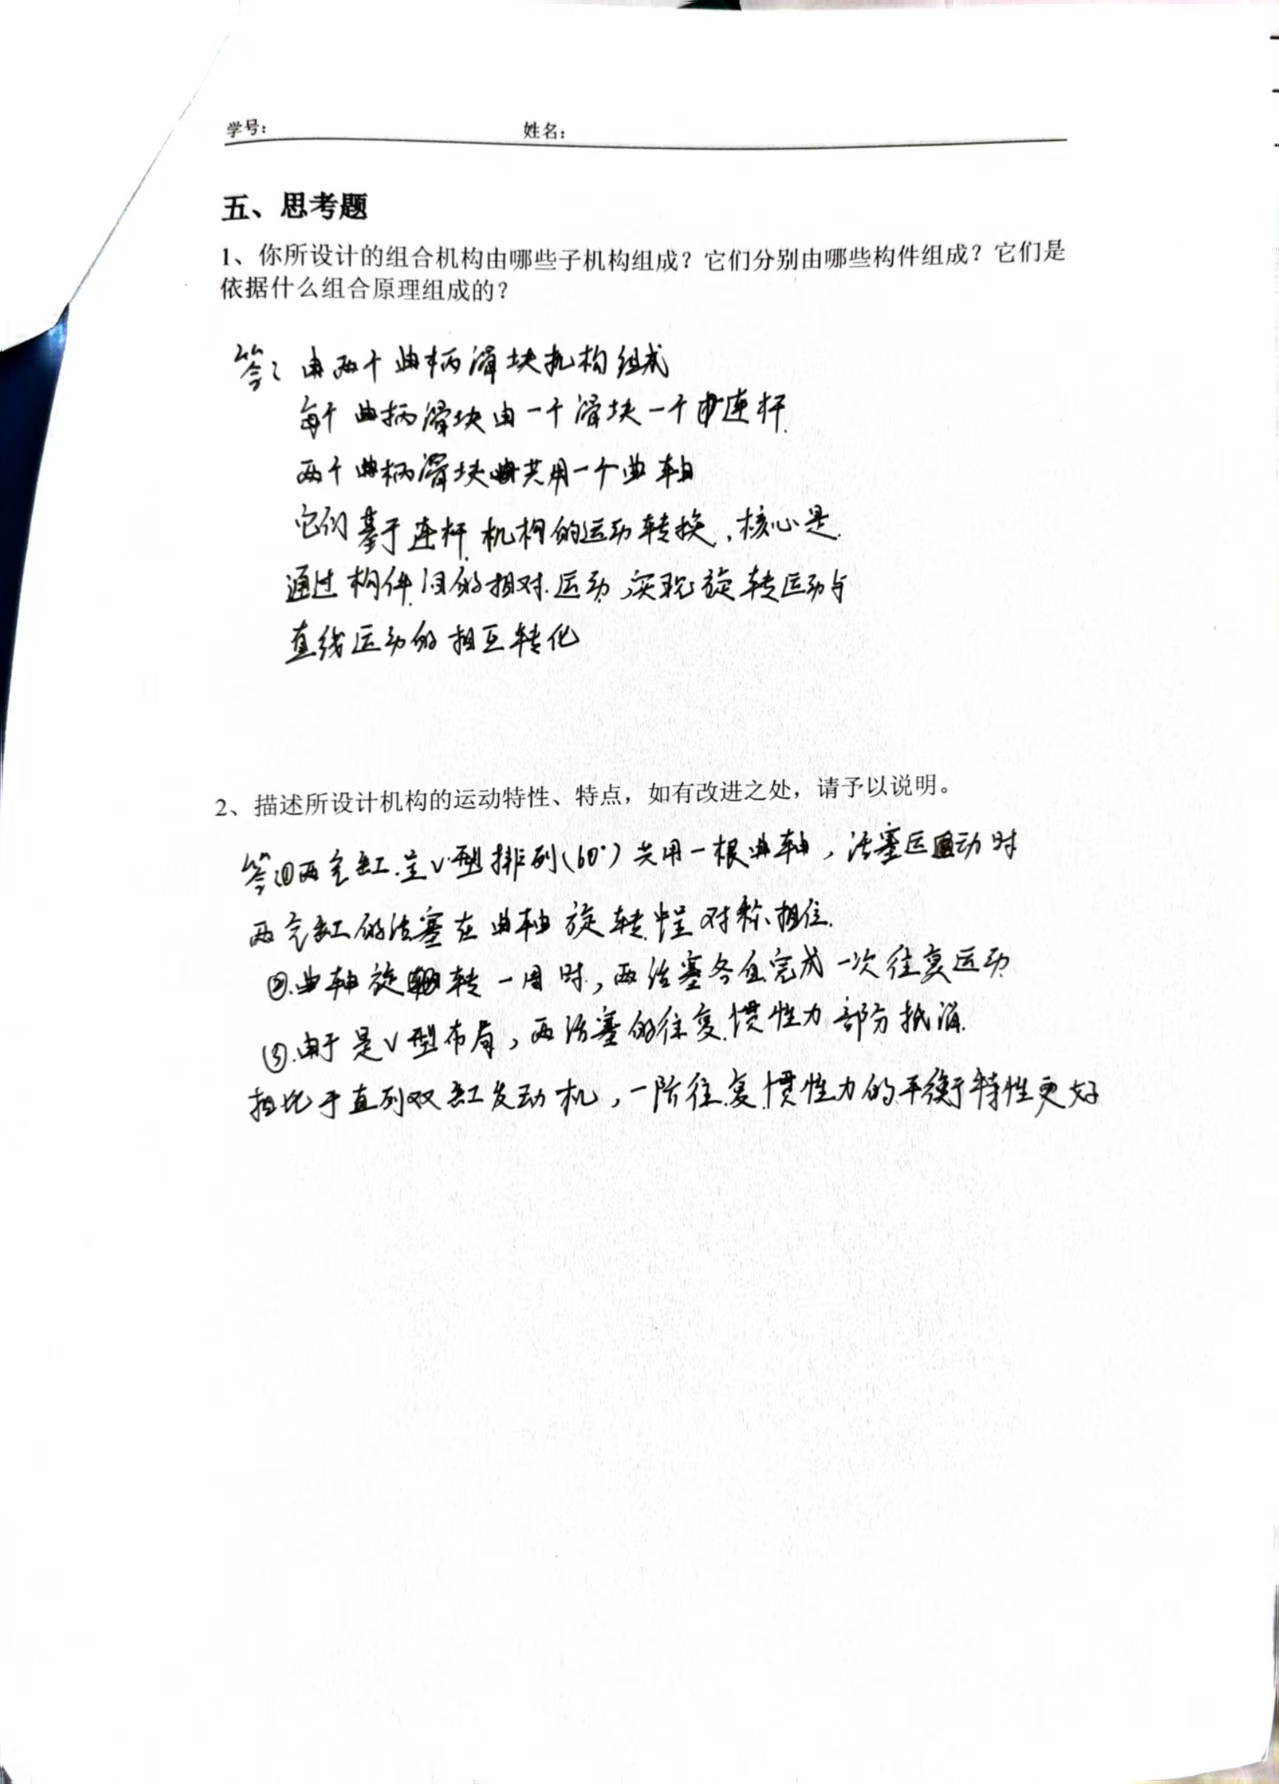 学号： 姓名：
五、思考题
1、你所设计的组合机构由哪些子机构组成？它们分别由哪些构件组成？它们是
依据什么组合原理组成的？
答：由两个曲柄滑块机构组成
每个曲柄滑块由一个滑块一个连杆
两个曲柄滑块共用一个曲轴
它们基于连杆机构的运动转换，核心是
通过构件间的相对运动，实现旋转运动与
直线运动的相互转化
2、描述所设计机构的运动特性、特点，如有改进之处，请予以说明。
答：①两气缸呈V型排列(60°)共用一根曲轴，活塞运动时
两气缸的活塞在曲轴旋转中呈对称相位.
②.曲轴旋转一周时，两活塞各自完成一次往复运动
③.由于是V型布局，两活塞的往复惯性力部分抵消.
相比于直列双缸发动机，一阶往复惯性力的平衡特性更好